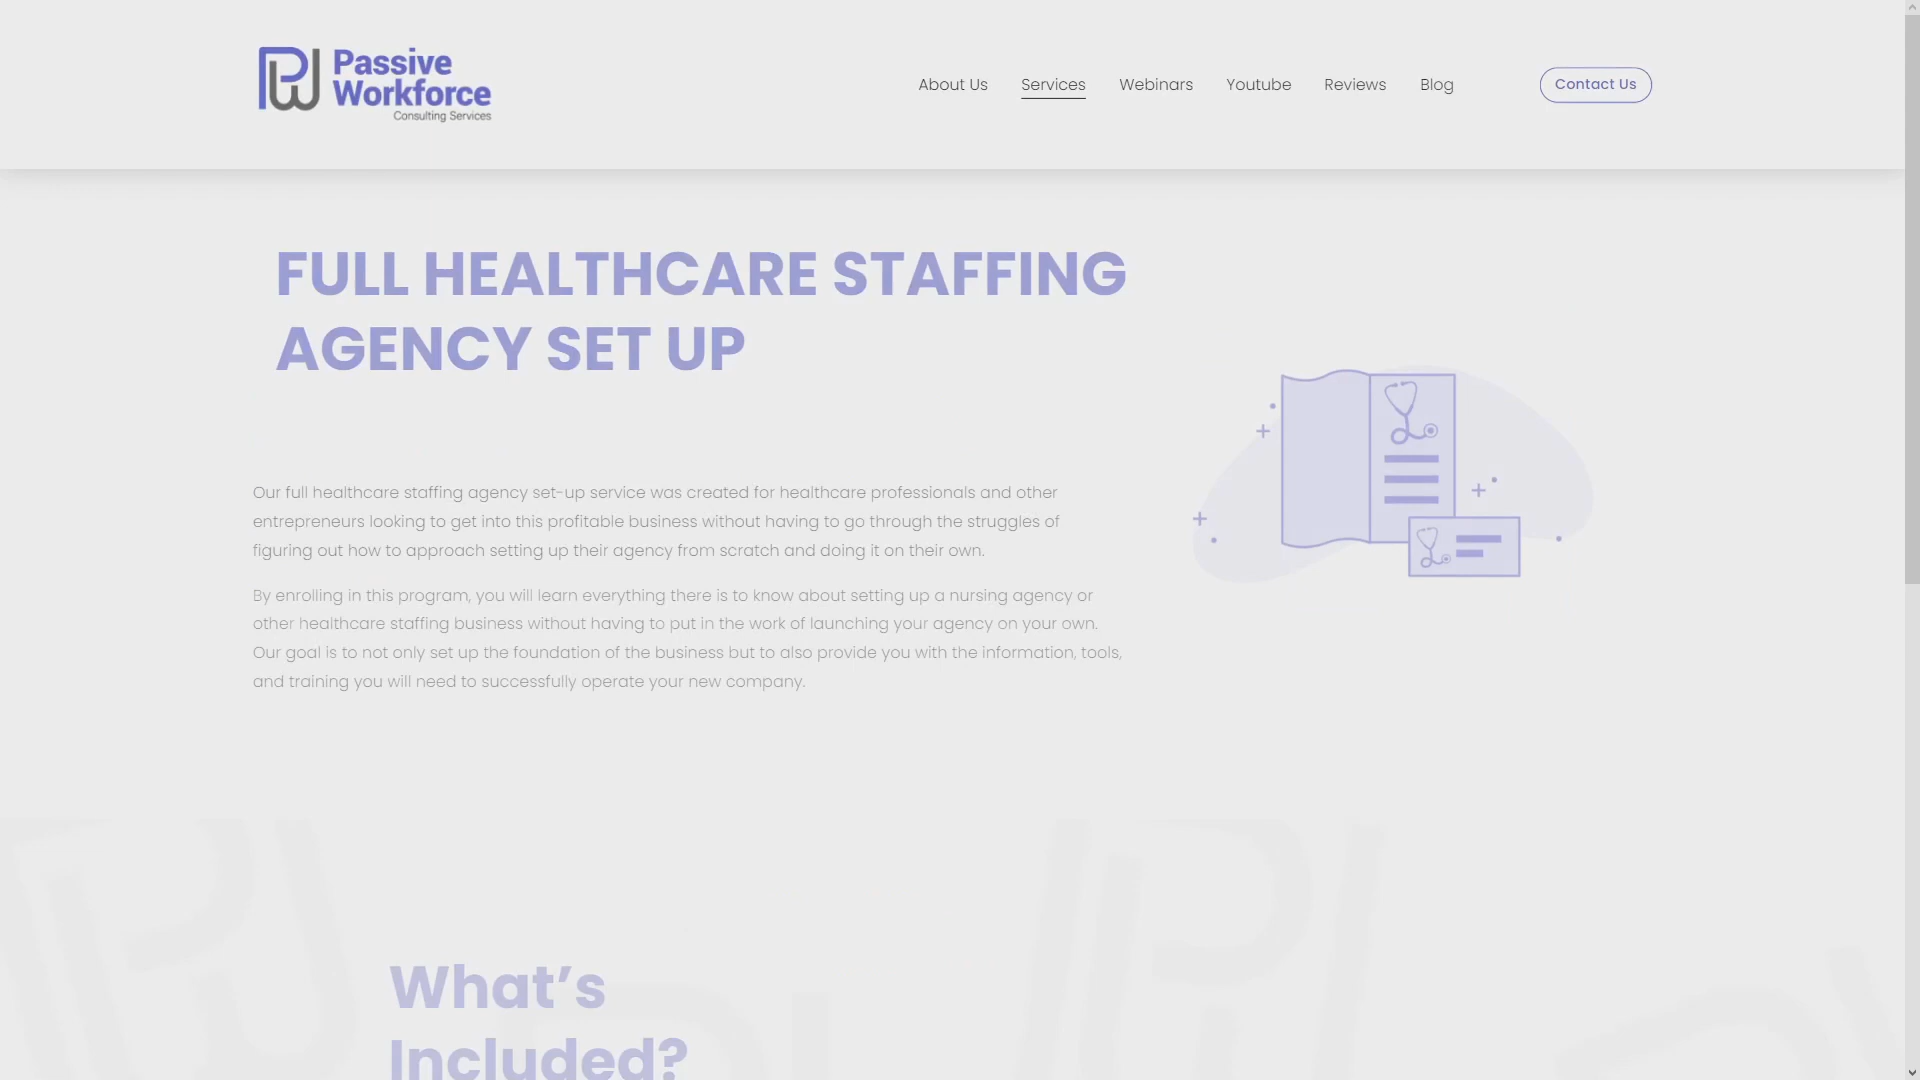 Passive
Workforce
Consulting Services
About Us Services Webinars Youtube Reviews Blog Contact Us
FULL HEALTHCARE STAFFING
AGENCY SET UP
Our full healthcare staffing agency set-up service was created for healthcare professionals and other
entrepreneurs looking to get into this profitable business without having to go through the struggles of
figuring out how to approach setting up their agency from scratch and doing it on their own.
By enrolling in this program, you will learn everything there is to know about setting up a nursing agency or
other healthcare staffing business without having to put in the work of launching your agency on your own.
Our goal is to not only set up the foundation of the business but to also provide you with the information, tools,
and training you will need to successfully operate your new company.
What’s
Included?